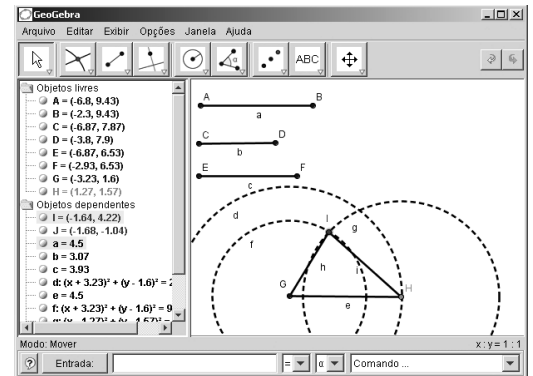 GeoGebra
Arquivo Editar Exibir Opções Janela Ajuda
ABC
Objetos livres
A = (-6.8, 9.43)
B = (-2.3, 9.43)
C = (-6.87, 7.87)
D = (-3.8, 7.9)
E = (-6.87, 6.53)
F = (-2.93, 6.53)
G = (-3.23, 1.6)
H = (1.27, 1.57)
Objetos dependentes
I = (-1.64, 4.22)
J = (-1.68, -1.04)
a = 4.5
b = 3.07
c = 3.93
d: (x + 3.23)² + (y - 1.6)² = 2
e = 4.5
f: (x + 3.23)² + (y - 1.6)² = 9
A B
a
C D
b
E F
c
d
f
I
g
h
i
G
H
e
Modo: Mover
x : y = 1 : 1
Entrada:
= α Comando ...